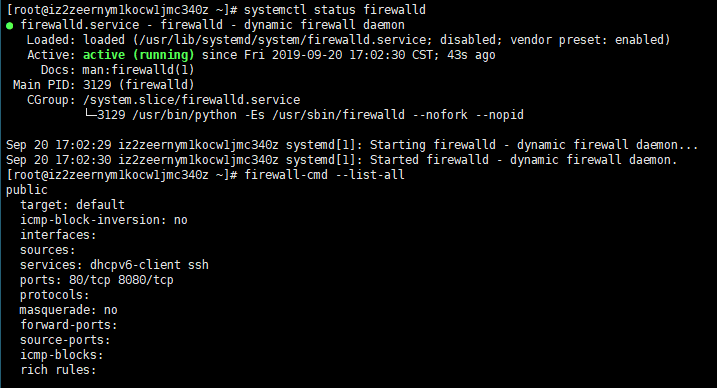 [root@iz2zeernym1kocw1jmc340z ~]# systemctl status firewalld
● firewalld.service - firewalld - dynamic firewall daemon
   Loaded: loaded (/usr/lib/systemd/system/firewalld.service; disabled; vendor preset: enabled)
   Active: active (running) since Fri 2019-09-20 17:02:30 CST; 43s ago
     Docs: man:firewalld(1)
 Main PID: 3129 (firewalld)
   CGroup: /system.slice/firewalld.service
           └─3129 /usr/bin/python -Es /usr/sbin/firewalld --nofork --nopid

Sep 20 17:02:29 iz2zeernym1kocw1jmc340z systemd[1]: Starting firewalld - dynamic firewall daemon...
Sep 20 17:02:30 iz2zeernym1kocw1jmc340z systemd[1]: Started firewalld - dynamic firewall daemon.
[root@iz2zeernym1kocw1jmc340z ~]# firewall-cmd --list-all
public
  target: default
  icmp-block-inversion: no
  interfaces:
  sources:
  services: dhcpv6-client ssh
  ports: 80/tcp 8080/tcp
  protocols:
  masquerade: no
  forward-ports:
  source-ports:
  icmp-blocks:
  rich rules: